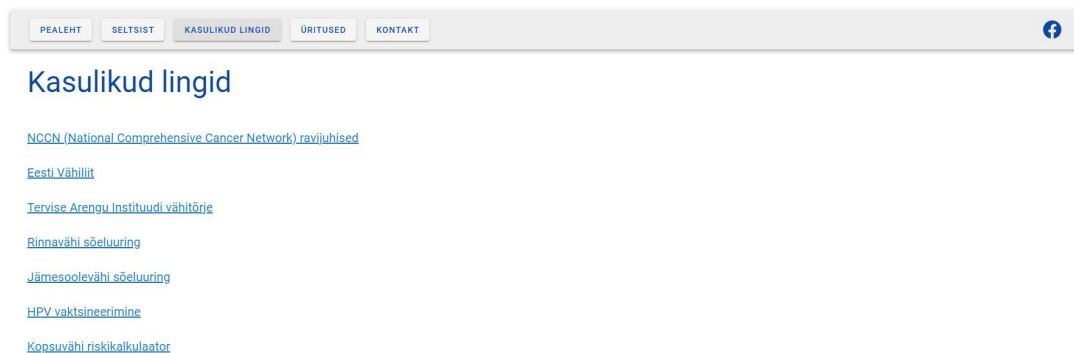 PEALEHT SELTSIST KASULIKUD LINGID ÜRITUSED KONTAKT
Kasulikud lingid
NCCN (National Comprehensive Cancer Network) ravijuhised
Eesti Vähiliit
Tervise Arengu Instituudi vähitõrje
Rinnavähi sõeluuring
Jämesoolevähi sõeluuring
HPV vaktsineerimine
Kopsuvähi riskikalkulaator